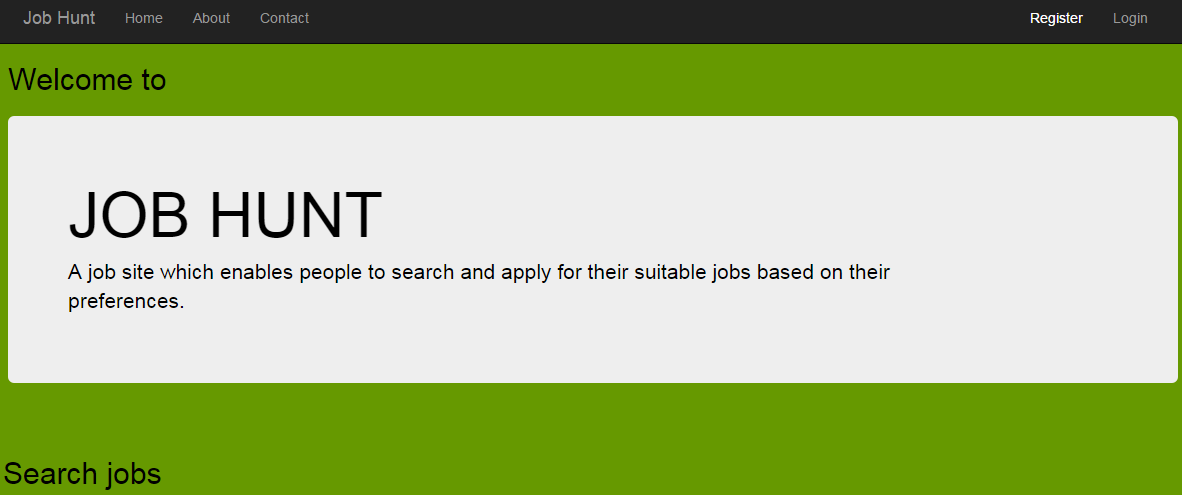 Job Hunt Home About Contact Register Login
Welcome to
JOB HUNT
A job site which enables people to search and apply for their suitable jobs based on their
preferences.
Search jobs